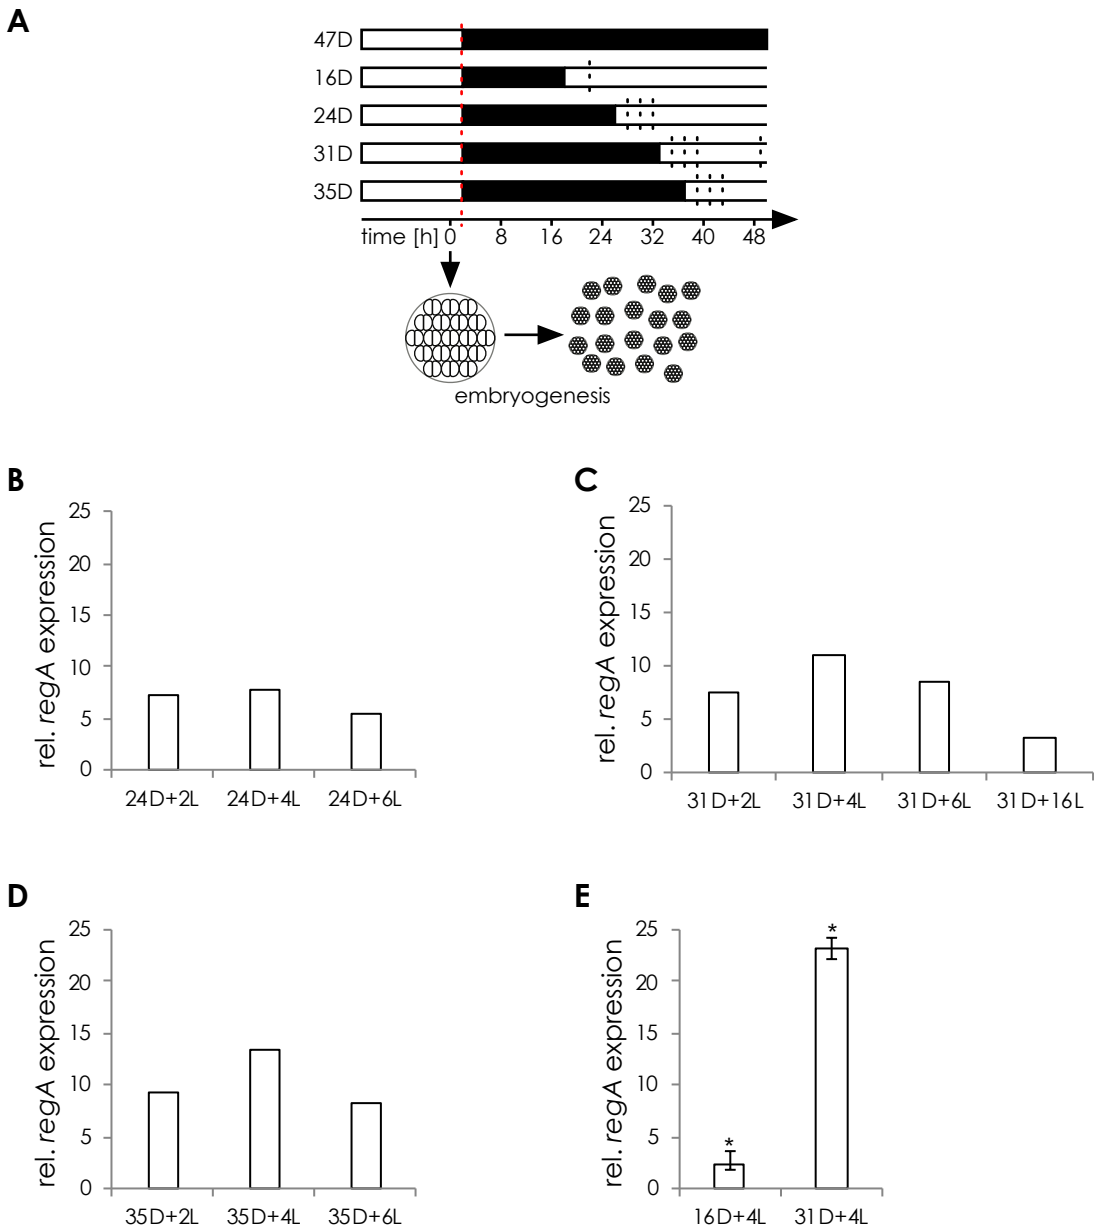 A
47D
16D
24D
31D
35D
time [h] 0 8 16 24 32 40 48
embryogenesis
B
rel. regA expression
25
20
15
10
5
0
24D+2L 24D+4L 24D+6L
C
rel. regA expression
25
20
15
10
5
0
31D+2L 31D+4L 31D+6L 31D+16L
D
rel. regA expression
25
20
15
10
5
0
35D+2L 35D+4L 35D+6L
E
rel. regA expression
25
20
15
10
5
0
*
*
16D+4L 31D+4L